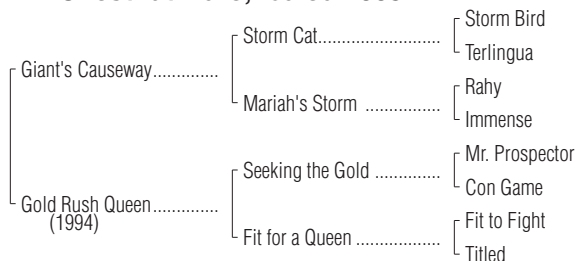 Storm Bird
Storm Cat........................
Terlingua
Giant's Causeway.............
Rahy
Mariah's Storm ...............
Immense
Mr. Prospector
Seeking the Gold ...............
Con Game
Gold Rush Queen.............
(1994)
Fit to Fight
Fit for a Queen ................
Titled